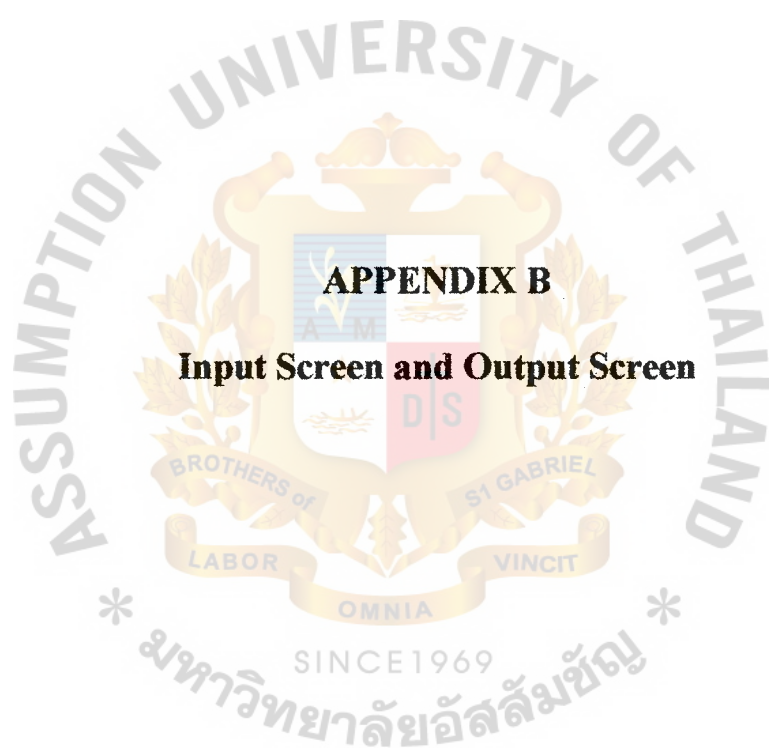 ASSUMPTION UNIVERSITY OF THAILAND
APPENDIX B
A M
Input Screen and Output Screen
D S
BROTHERS of
S1 GABRIEL
LABOR
VINCIT
OMNIA
SINCE1969
* มหาวิทยาลัยอัสสัมชัญ *